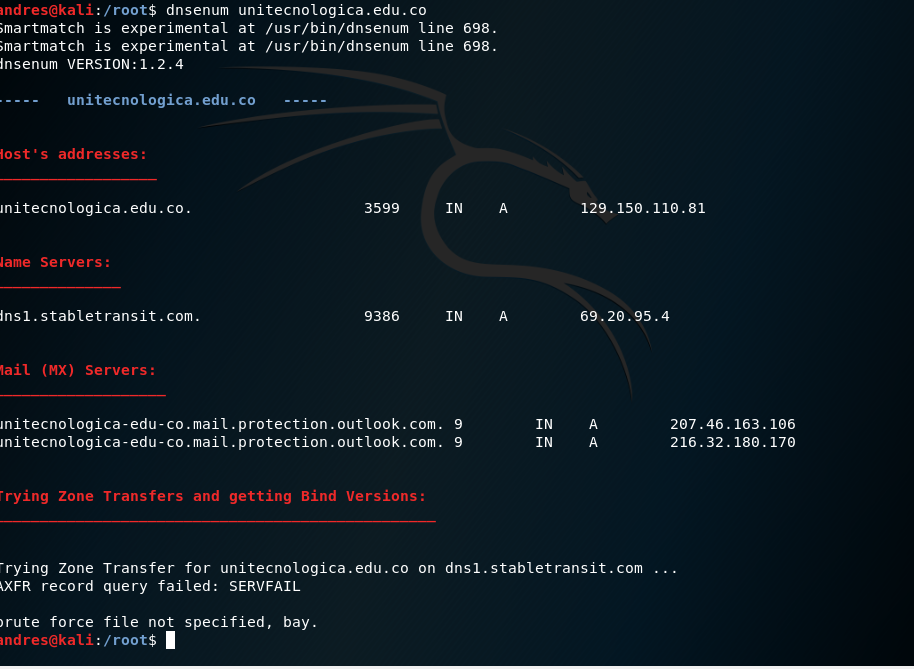 andres@kali:/root$ dnsenum unitecnologica.edu.co
Smartmatch is experimental at /usr/bin/dnsenum line 698.
Smartmatch is experimental at /usr/bin/dnsenum line 698.
dnsenum VERSION:1.2.4
-----   unitecnologica.edu.co   -----
Host's addresses:
__________________
unitecnologica.edu.co.                   3599     IN    A        129.150.110.81
Name Servers:
______________
dns1.stabletransit.com.                  9386     IN    A        69.20.95.4
Mail (MX) Servers:
___________________
unitecnologica-edu-co.mail.protection.outlook.com. 9        IN    A        207.46.163.106
unitecnologica-edu-co.mail.protection.outlook.com. 9        IN    A        216.32.180.170
Trying Zone Transfers and getting Bind Versions:
_________________________________________________
Trying Zone Transfer for unitecnologica.edu.co on dns1.stabletransit.com ...
AXFR record query failed: SERVFAIL
brute force file not specified, bay.
andres@kali:/root$